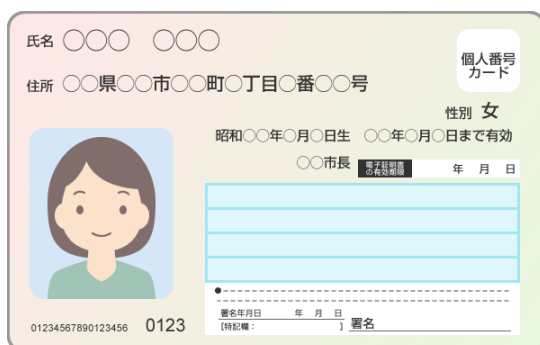 氏名 〇〇〇 〇〇〇
個人番号
カード
住所 〇〇県〇〇市〇〇町〇丁目〇番〇〇号
性別 女
昭和〇〇年〇月〇日生 〇〇年〇月〇日まで有効
〇〇市長 電子証明書の有効期限 年 月 日
署名年月日 年 月 日
[特記欄: ] 署名
01234567890123456 0123